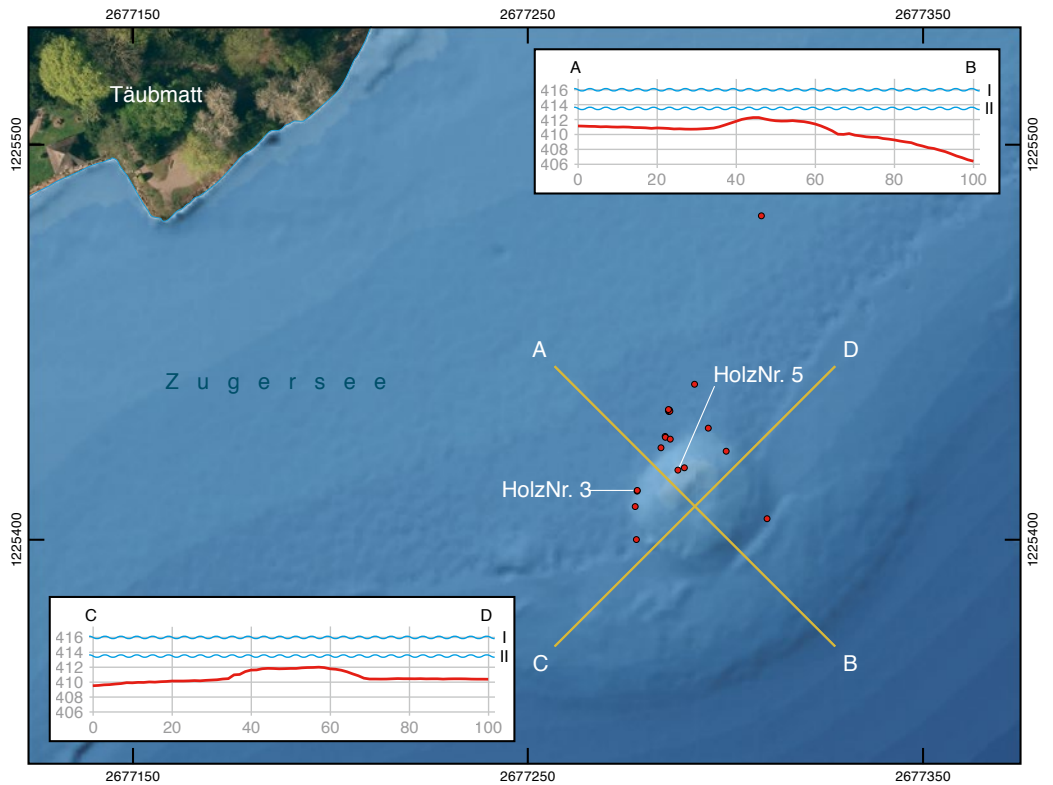 2677150 2677250 2677350
Täubmatt
A B
416 I
414 II
412
410
408
406
0 20 40 60 80 100
1225500 1225500
A D
HolzNr. 5
Zugersee
HolzNr. 3
1225400 1225400
C D
416 I
414 II
412
410
408
406
0 20 40 60 80 100
C B
2677150 2677250 2677350